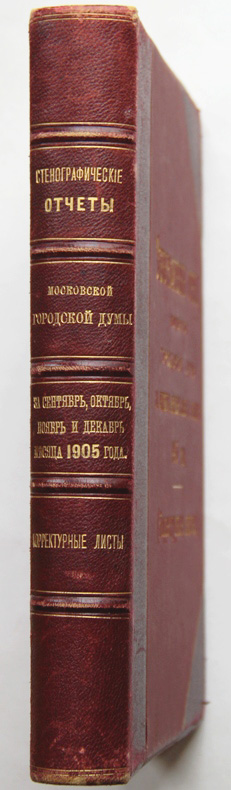 СТЕНОГРАФИЧЕСКІЕ
ОТЧЕТЫ
МОСКОВСКОЙ
ГОРОДСКОЙ ДУМЫ
ЗА СЕНТЯБРЬ, ОКТЯБРЬ,
НОЯБРЬ И ДЕКАБРЬ
МѢСЯЦА 1905 ГОДА.
КОРРЕКТУРНЫЕ ЛИСТЫ